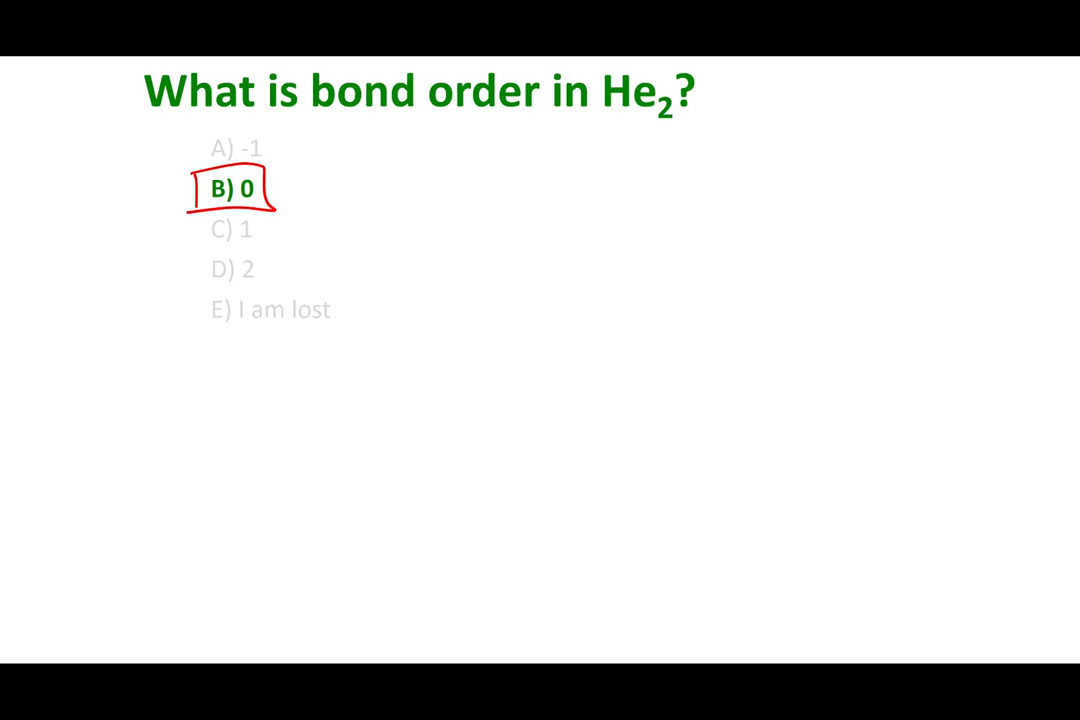 What is bond order in He₂?
A) -1
B) 0
C) 1
D) 2
E) I am lost